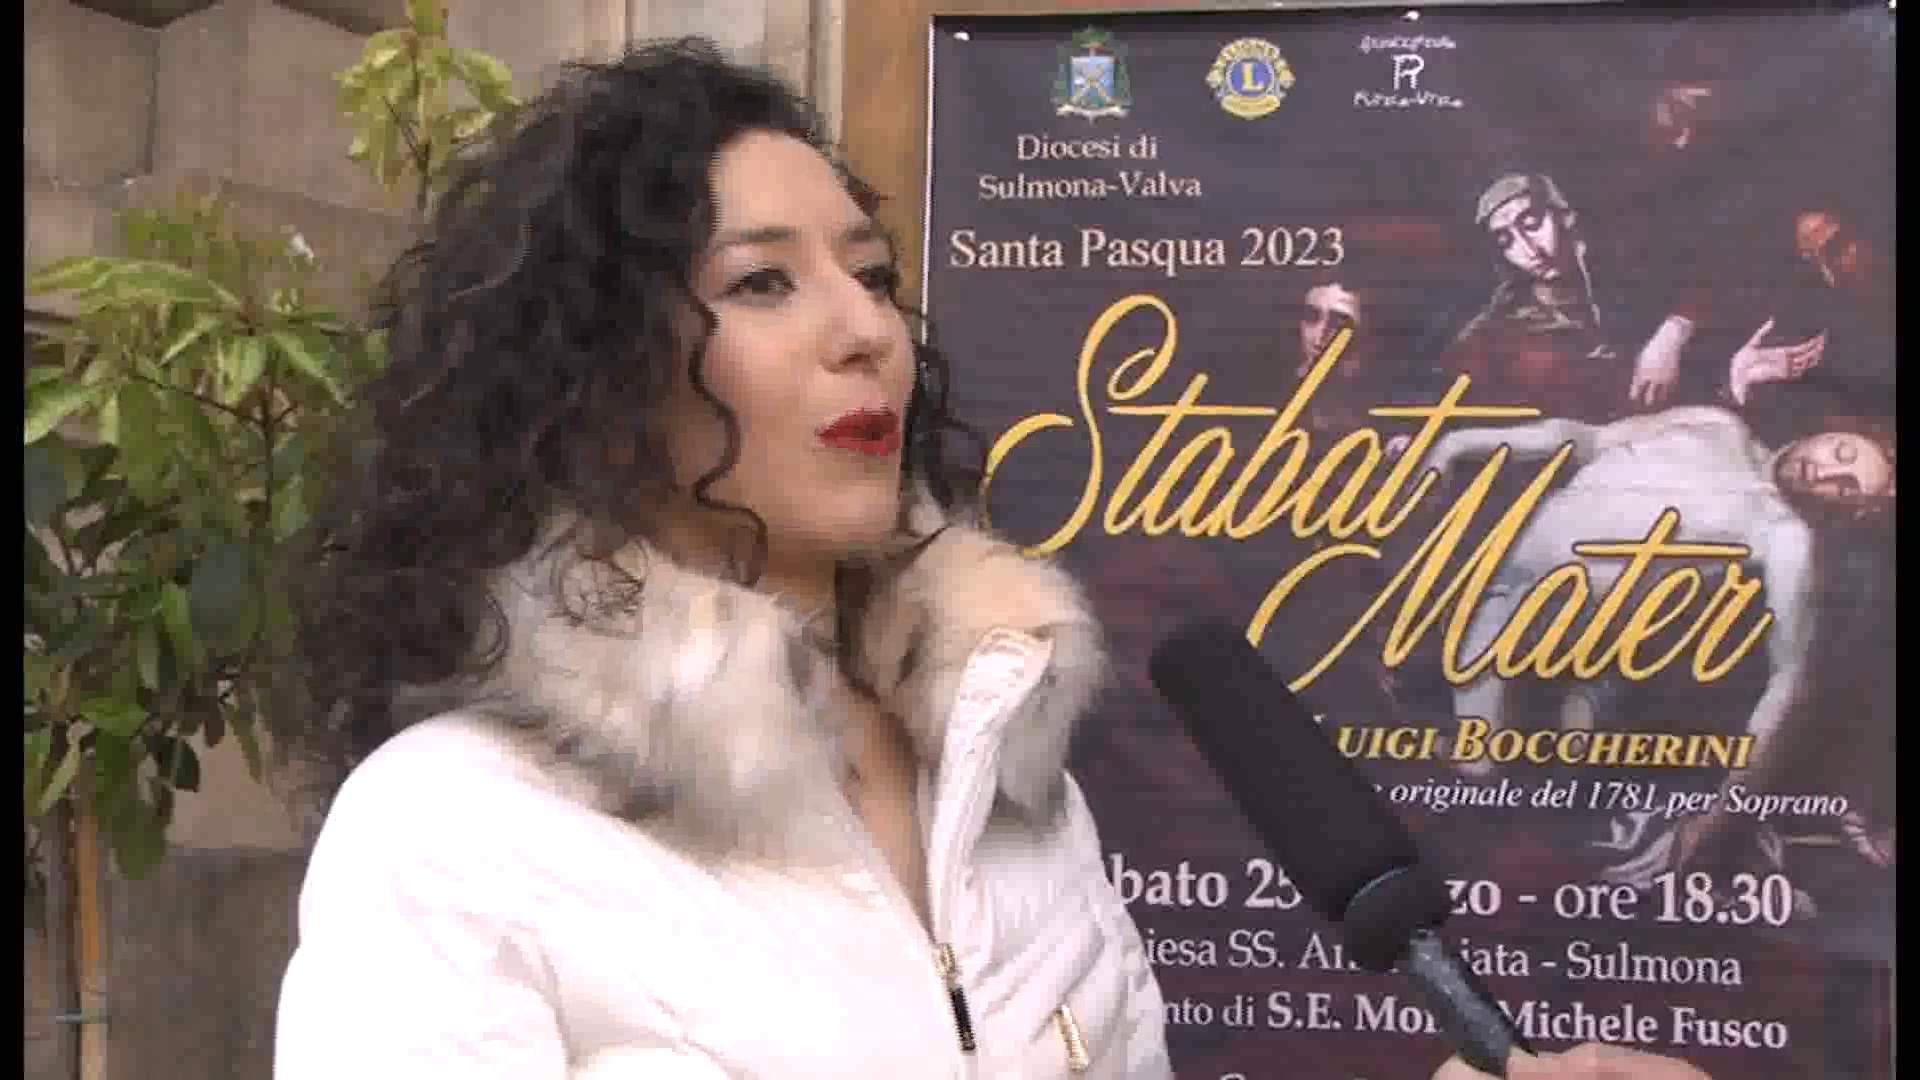 Diocesi di
Sulmona-Valva
Santa Pasqua 2023
Stabat
Mater
UIGI BOCCHERINI
originale del 1781 per Soprano
bato 25 zo - ore 18.30
iesa SS. An iata - Sulmona
nto di S.E. Mon Michele Fusco